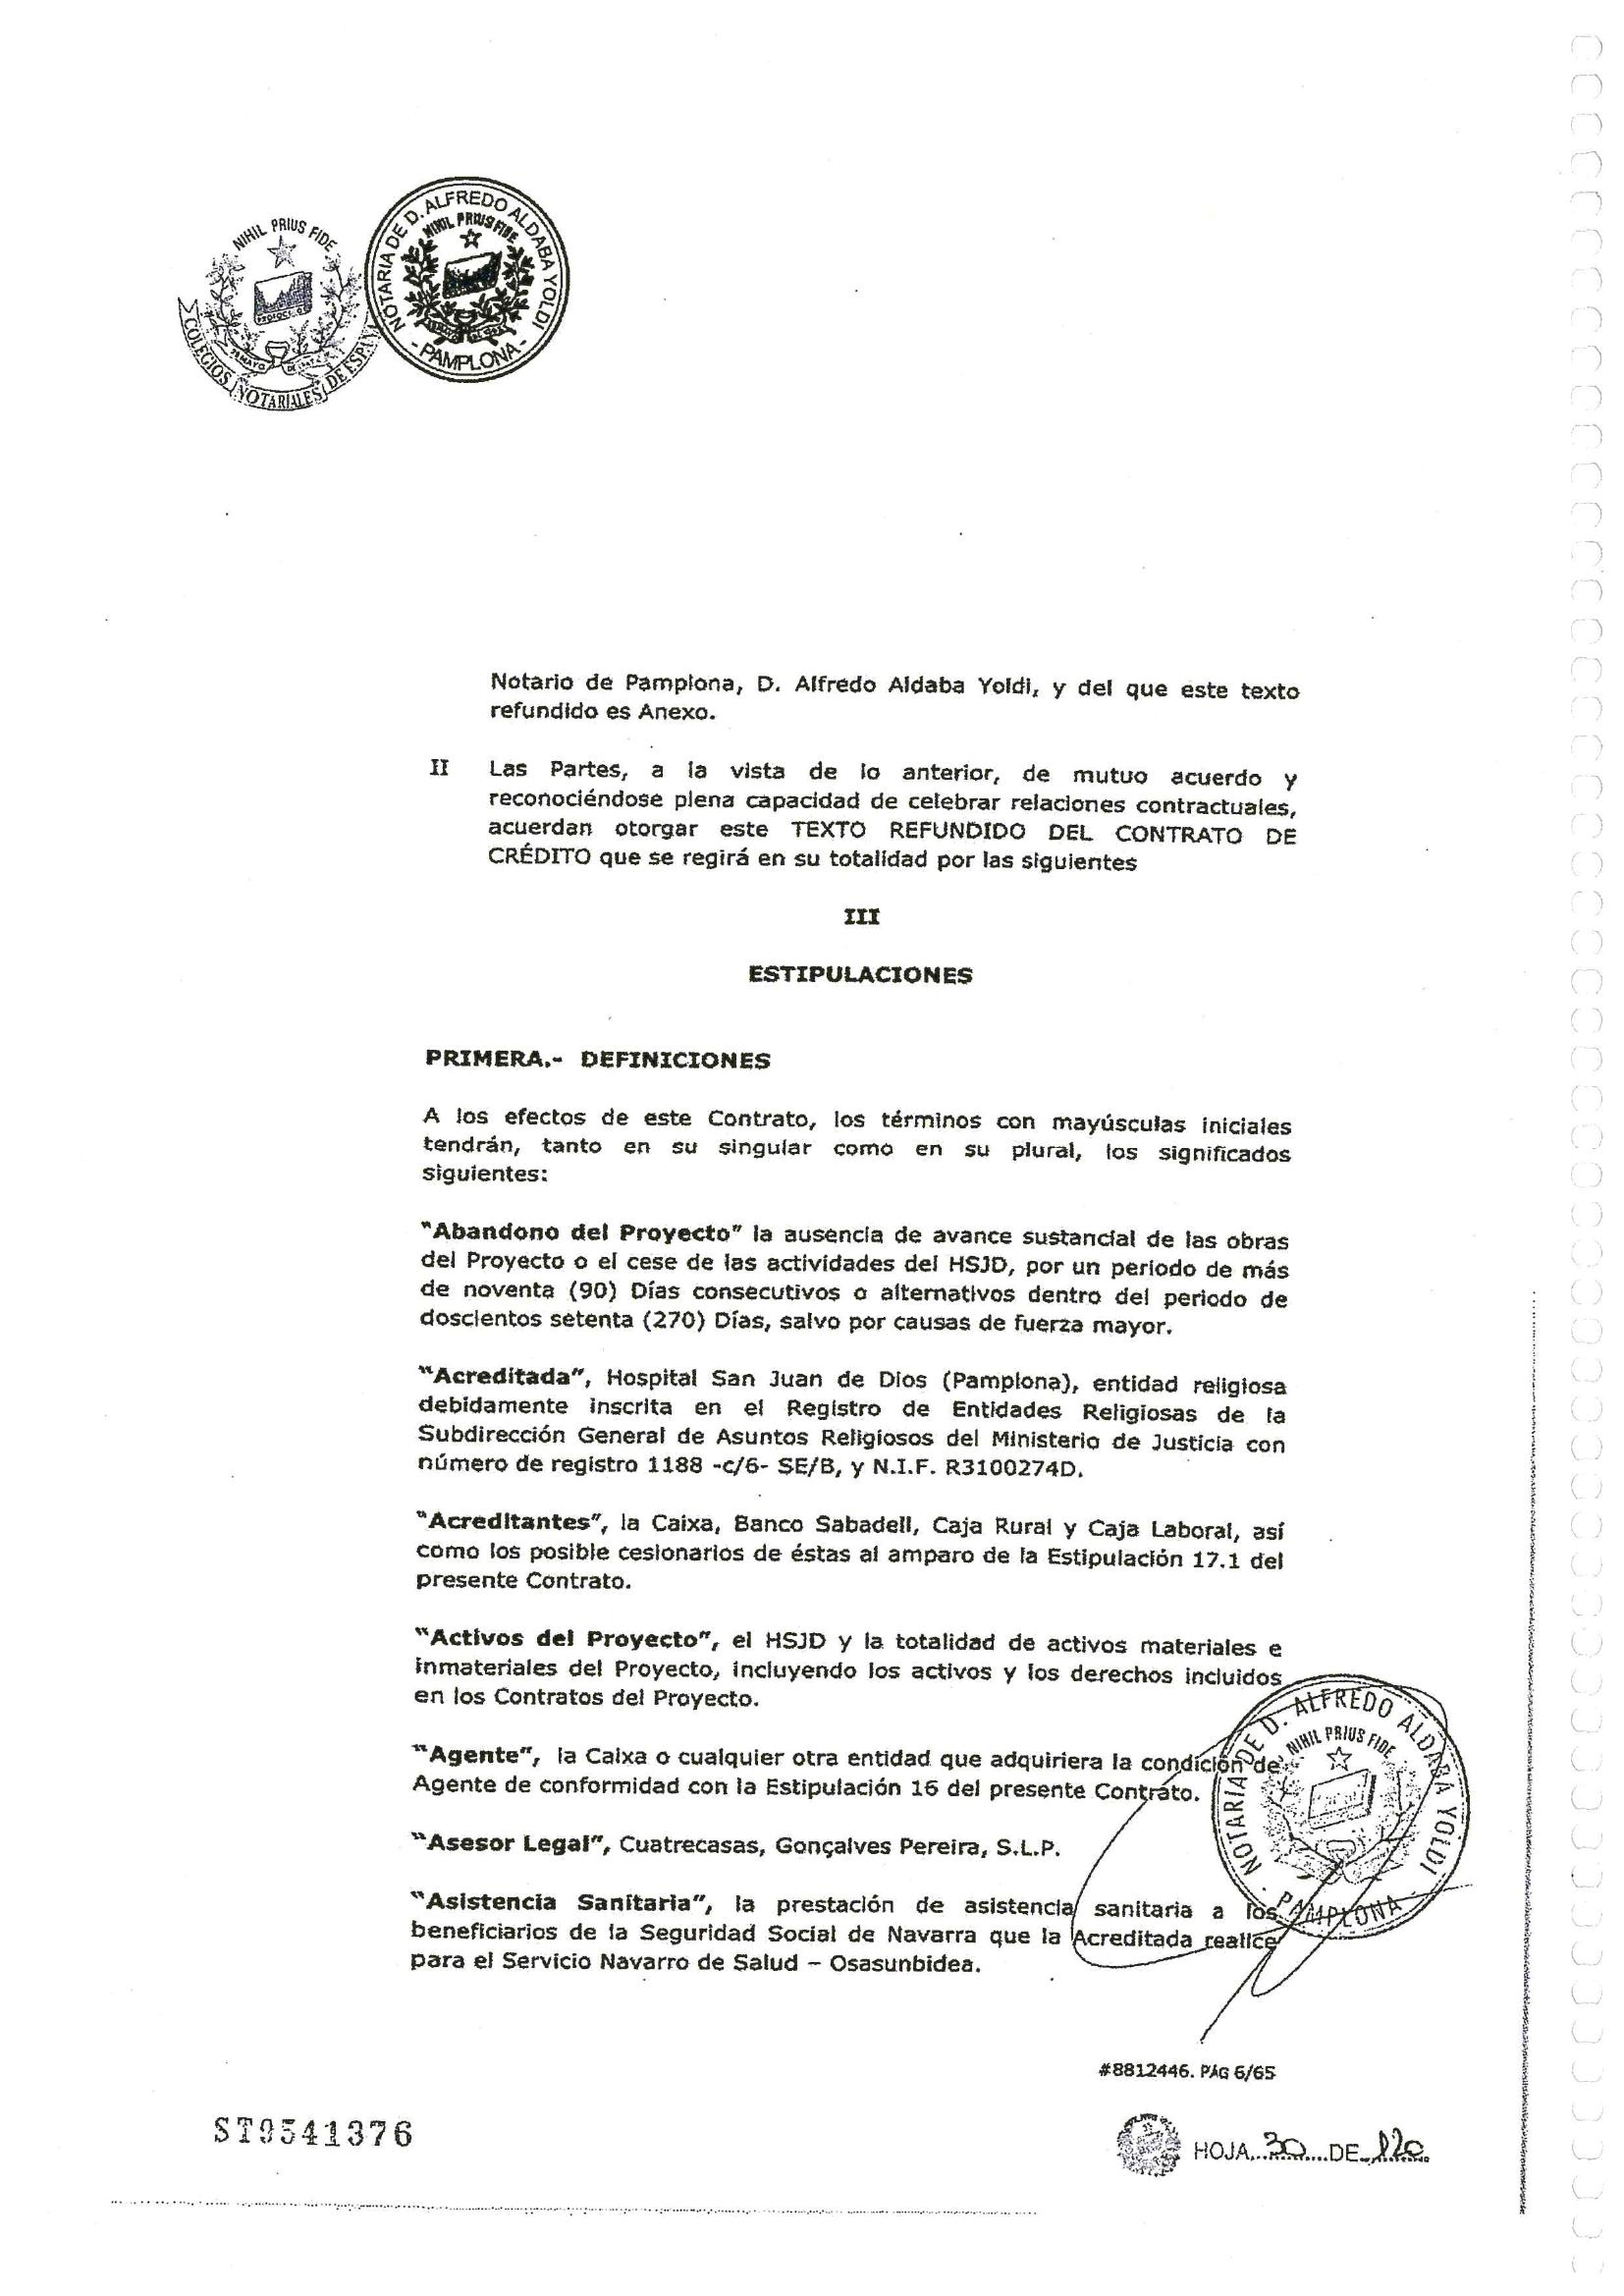 NIHIL PRIUS FIDE
COLEGIOS NOTARIALES DE ESPAÑ
NOTARIA DE D. ALFREDO ALDABA YOLDI
NIHIL PRIUS FIDE
- PAMPLONA -
Notario de Pamplona, D. Alfredo Aldaba Yoldi, y del que este texto
refundido es Anexo.
II Las Partes, a la vista de lo anterior, de mutuo acuerdo y
reconociéndose plena capacidad de celebrar relaciones contractuales,
acuerdan otorgar este TEXTO REFUNDIDO DEL CONTRATO DE
CRÉDITO que se regirá en su totalidad por las siguientes
III
ESTIPULACIONES
PRIMERA.- DEFINICIONES
A los efectos de este Contrato, los términos con mayúsculas iniciales
tendrán, tanto en su singular como en su plural, los significados
siguientes:
"Abandono del Proyecto" la ausencia de avance sustancial de las obras
del Proyecto o el cese de las actividades del HSJD, por un periodo de más
de noventa (90) Días consecutivos o alternativos dentro del periodo de
doscientos setenta (270) Días, salvo por causas de fuerza mayor.
"Acreditada", Hospital San Juan de Dios (Pamplona), entidad religiosa
debidamente inscrita en el Registro de Entidades Religiosas de la
Subdirección General de Asuntos Religiosos del Ministerio de Justicia con
número de registro 1188 -c/6- SE/B, y N.I.F. R3100274D.
"Acreditantes", la Caixa, Banco Sabadell, Caja Rural y Caja Laboral, así
como los posible cesionarios de éstas al amparo de la Estipulación 17.1 del
presente Contrato.
"Activos del Proyecto", el HSJD y la totalidad de activos materiales e
inmateriales del Proyecto, incluyendo los activos y los derechos incluidos
en los Contratos del Proyecto.
"Agente", la Caixa o cualquier otra entidad que adquiriera la condición de
Agente de conformidad con la Estipulación 16 del presente Contrato.
"Asesor Legal", Cuatrecasas, Gonçalves Pereira, S.L.P.
"Asistencia Sanitaria", la prestación de asistencia sanitaria a los
beneficiarios de la Seguridad Social de Navarra que la Acreditada realice
para el Servicio Navarro de Salud – Osasunbidea.
NOTARIA DE D. ALFREDO ALDABA YOLDI
NIHIL PRIUS FIDE
PAMPLONA
#8812446. PÁG 6/65
ST9541376
HOJA 30 DE 120